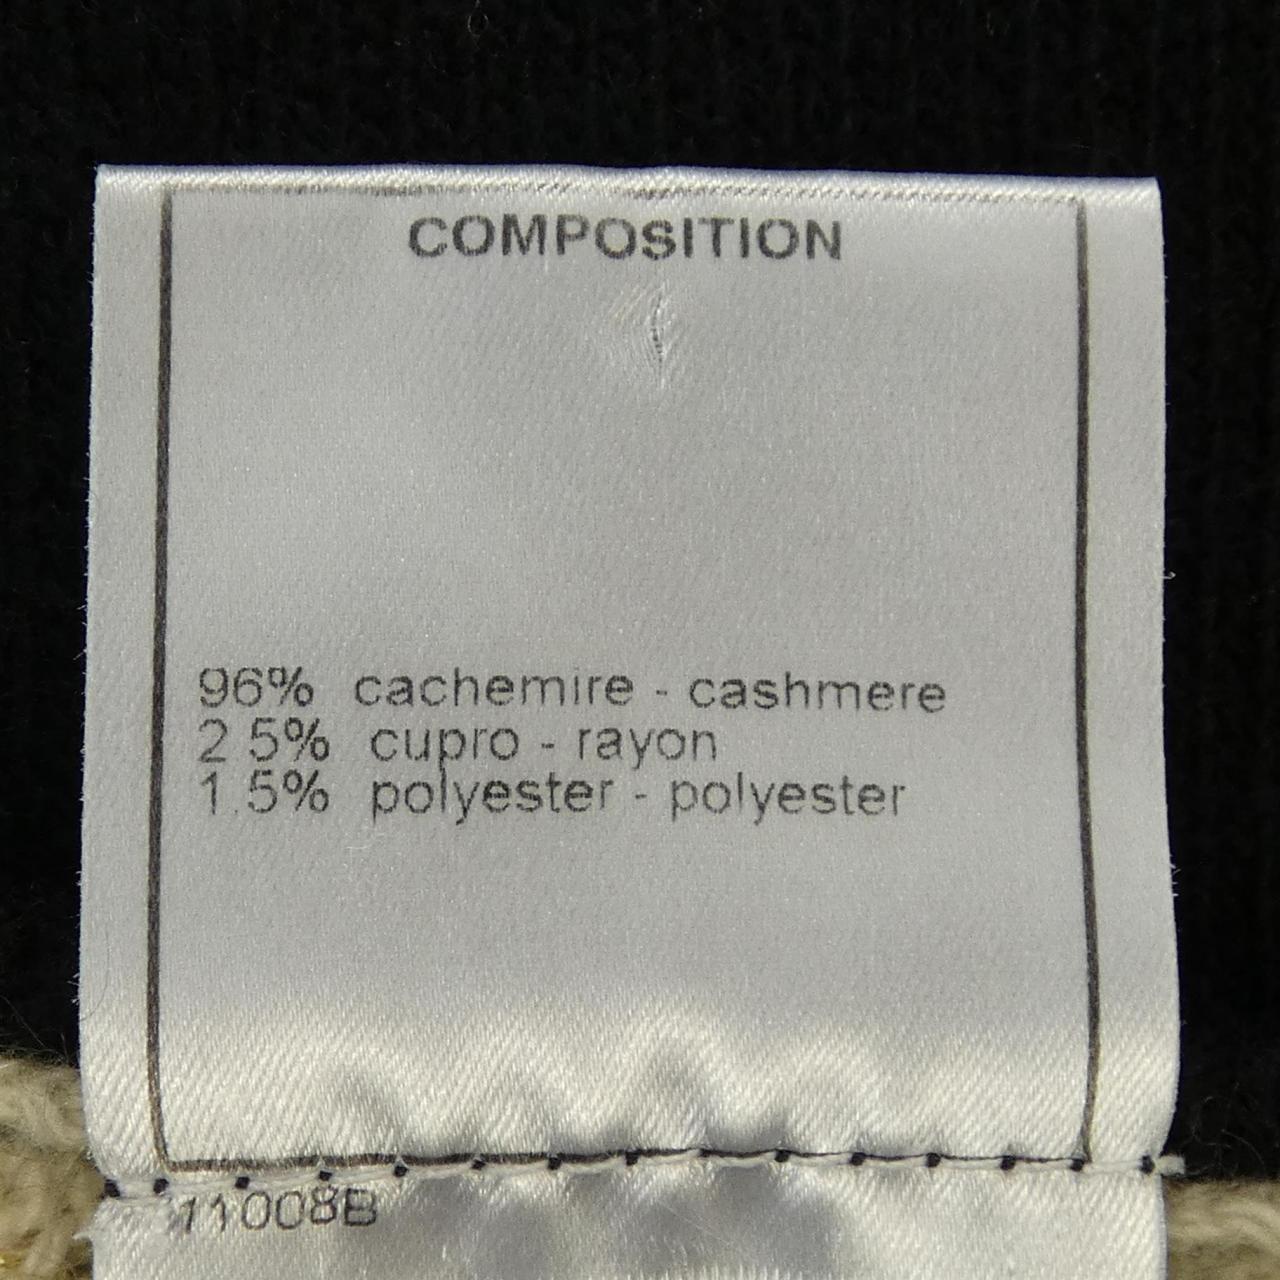 COMPOSITION
96% cachemire - cashmere
2 5% cupro - rayon
1.5% polyester - polyester
11008B